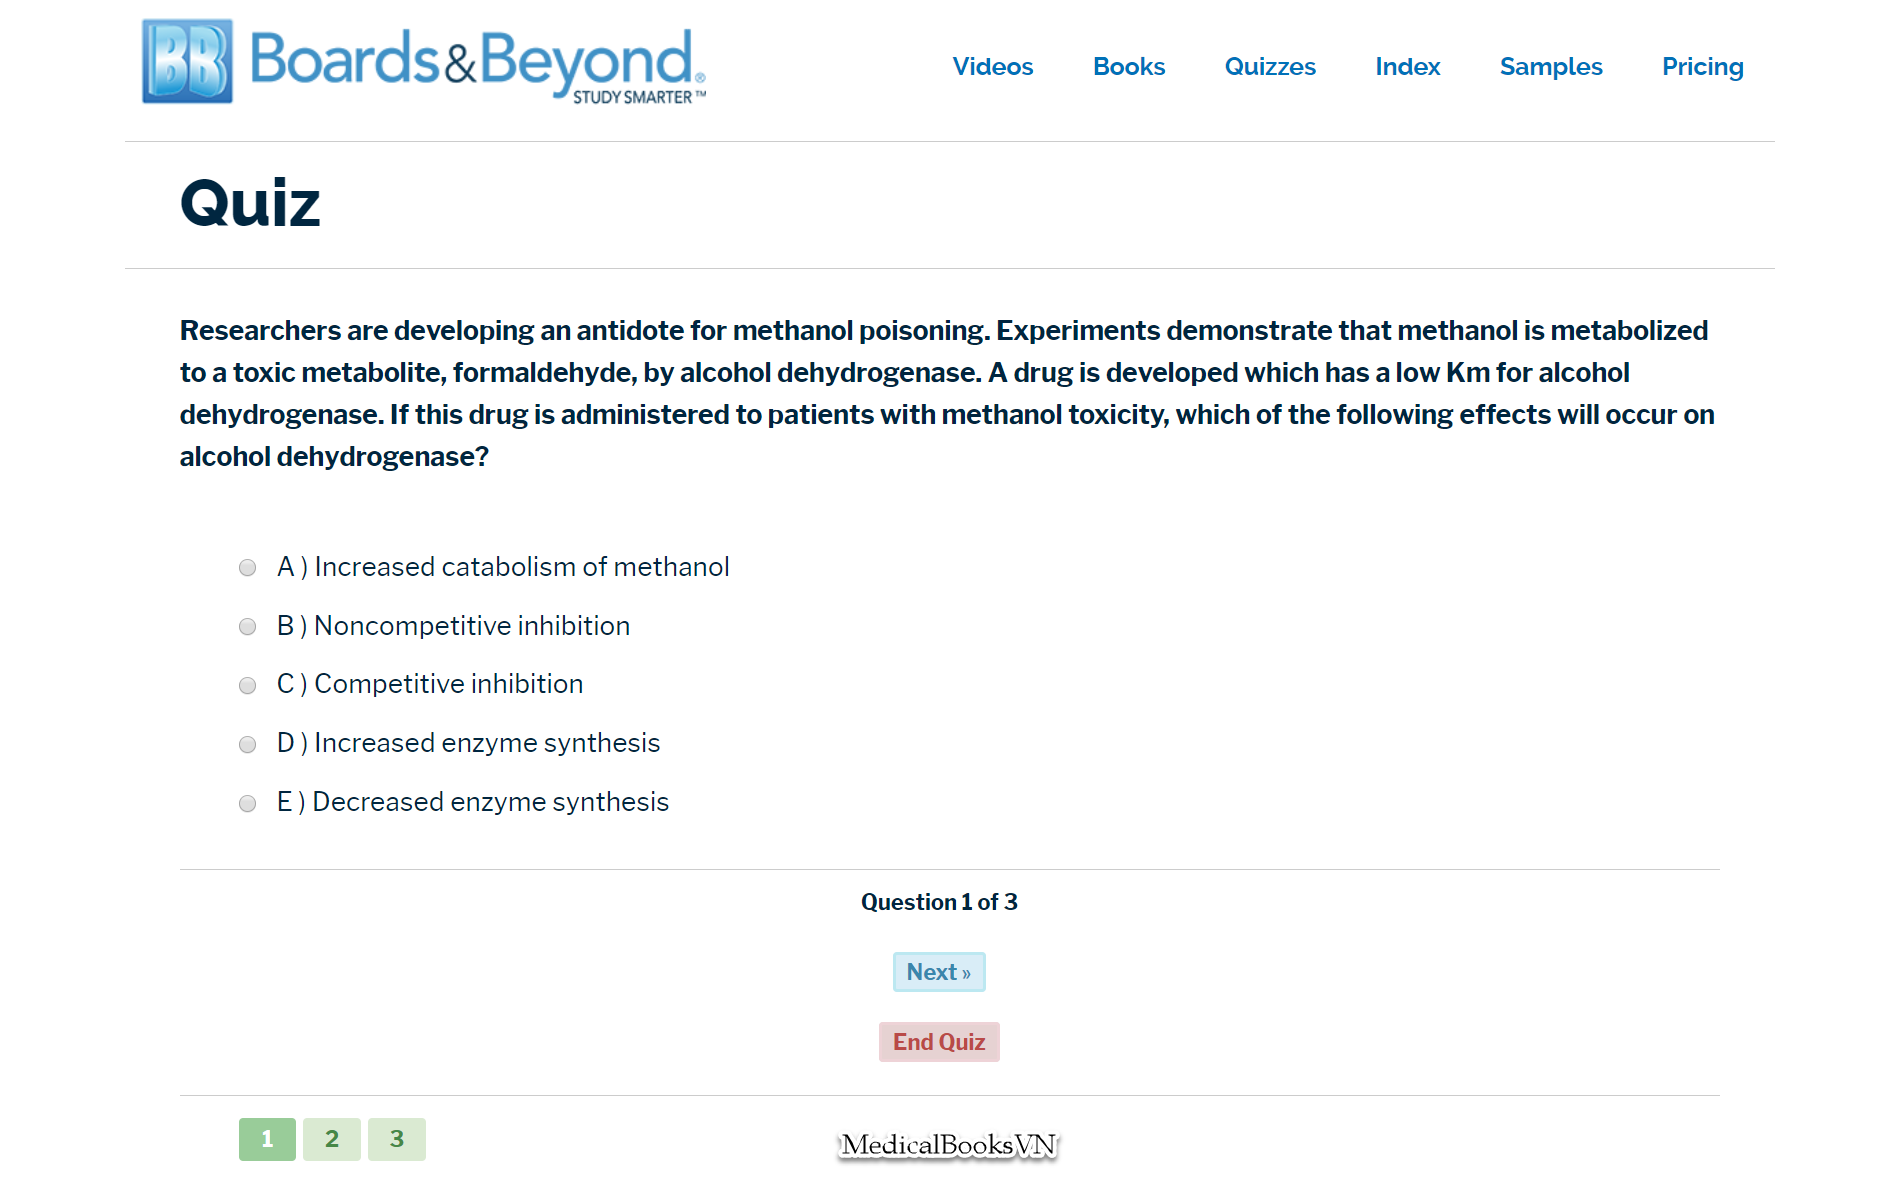 BB Boards&Beyond.®
STUDY SMARTER™
Videos Books Quizzes Index Samples Pricing
Quiz
Researchers are developing an antidote for methanol poisoning. Experiments demonstrate that methanol is metabolized
to a toxic metabolite, formaldehyde, by alcohol dehydrogenase. A drug is developed which has a low Km for alcohol
dehydrogenase. If this drug is administered to patients with methanol toxicity, which of the following effects will occur on
alcohol dehydrogenase?
A ) Increased catabolism of methanol
B ) Noncompetitive inhibition
C ) Competitive inhibition
D ) Increased enzyme synthesis
E ) Decreased enzyme synthesis
Question 1 of 3
Next »
End Quiz
1 2 3
MedicalBooksVN